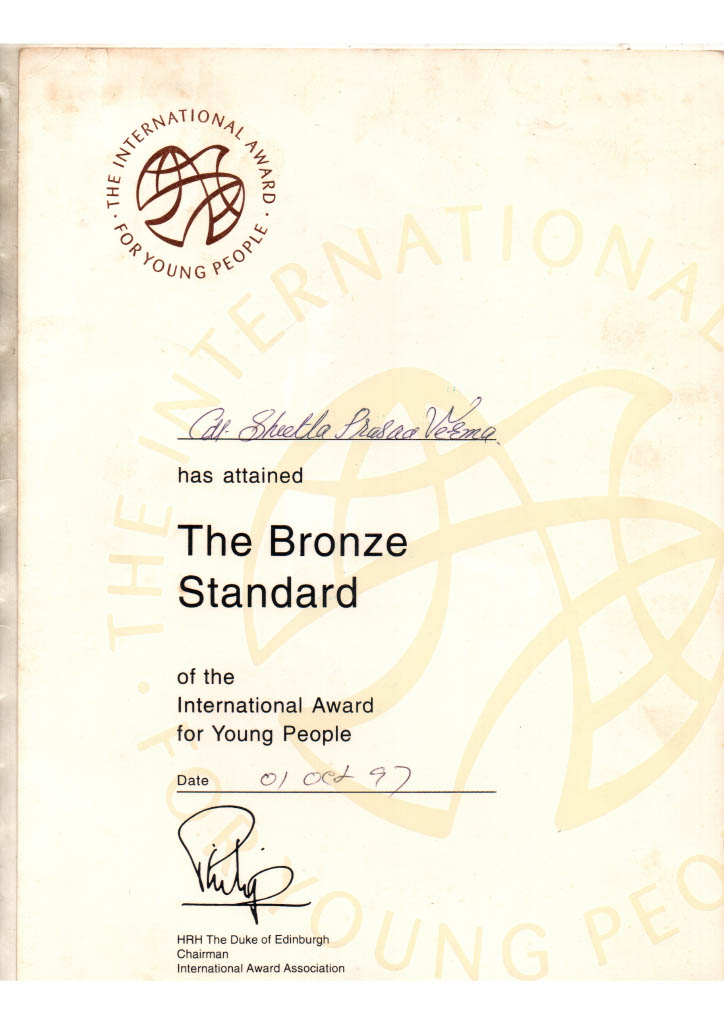 THE INTERNATIONAL AWARD
· FOR YOUNG PEOPLE ·
Cdt. Sheetla Prasad Verma.
has attained
The Bronze
Standard
of the
International Award
for Young People
Date 01 Oct 97
Philip
HRH The Duke of Edinburgh
Chairman
International Award Association
THE INTERNATIONAL
· FOR YOUNG PEO